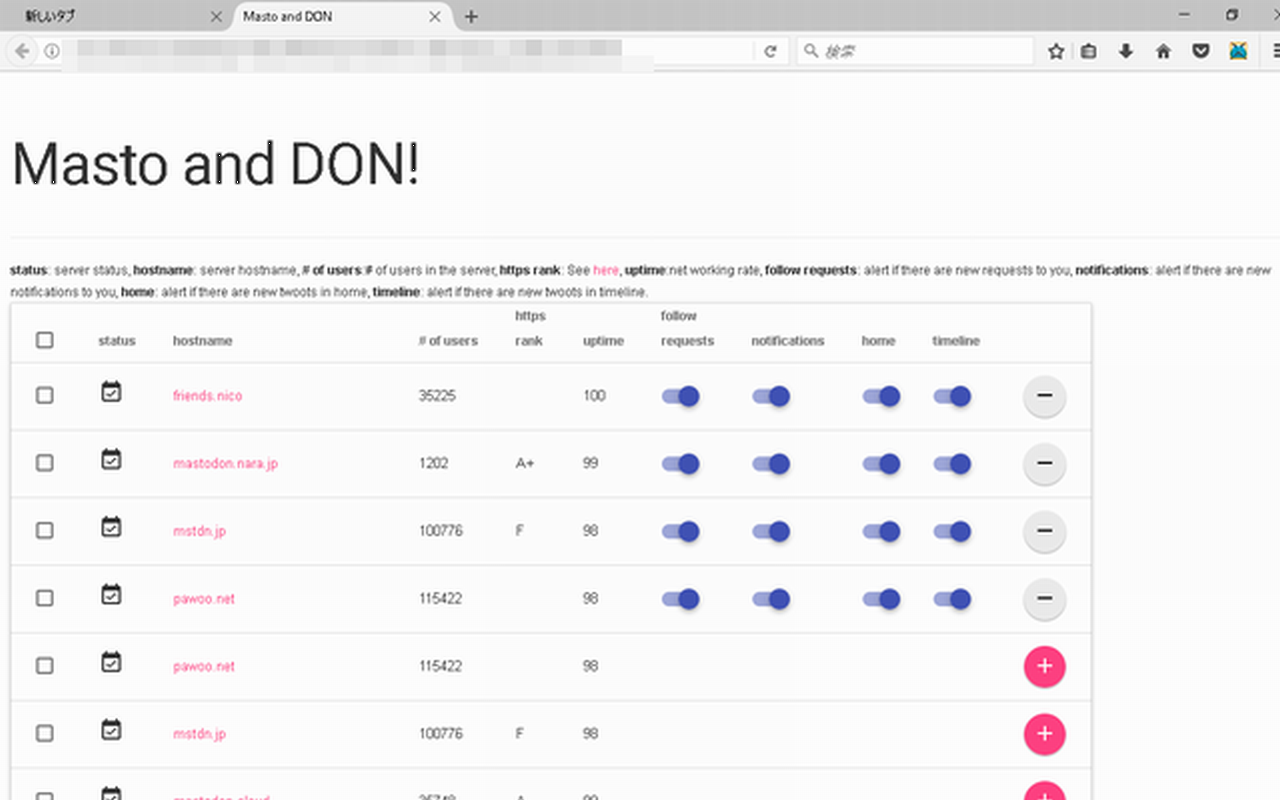 新しいタブ
Masto and DON
検索
Masto and DON!
status: server status, hostname: server hostname, # of users:# of users in the server, https rank: See here, uptime:net working rate, follow requests: alert if there are new requests to you, notifications: alert if there are new
notifications to you, home: alert if there are new twoots in home, timeline: alert if there are new twoots in timeline.
status hostname # of users https rank uptime follow requests notifications home timeline
friends.nico 35225 100
mastodon.nara.jp 1202 A+ 99
mstdn.jp 100776 F 98
pawoo.net 115422 98
pawoo.net 115422 98
mstdn.jp 100776 F 98